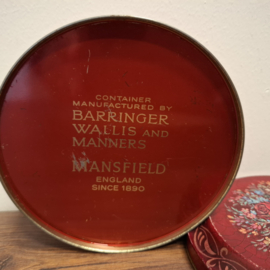 CONTAINER
MANUFACTURED BY
BARRINGER
WALLIS AND
MANNERS
MANSFIELD
ENGLAND
SINCE 1890